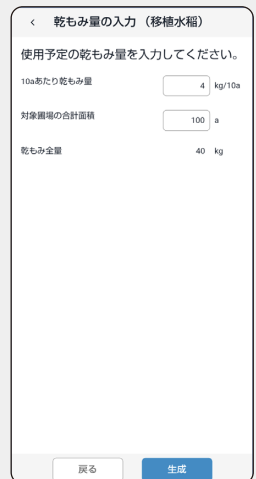 < 乾もみ量の入力 (移植水稲)
使用予定の乾もみ量を入力してください。
10aあたり乾もみ量 4 kg/10a
対象圃場の合計面積 100 a
乾もみ全量 40 kg
戻る 生成